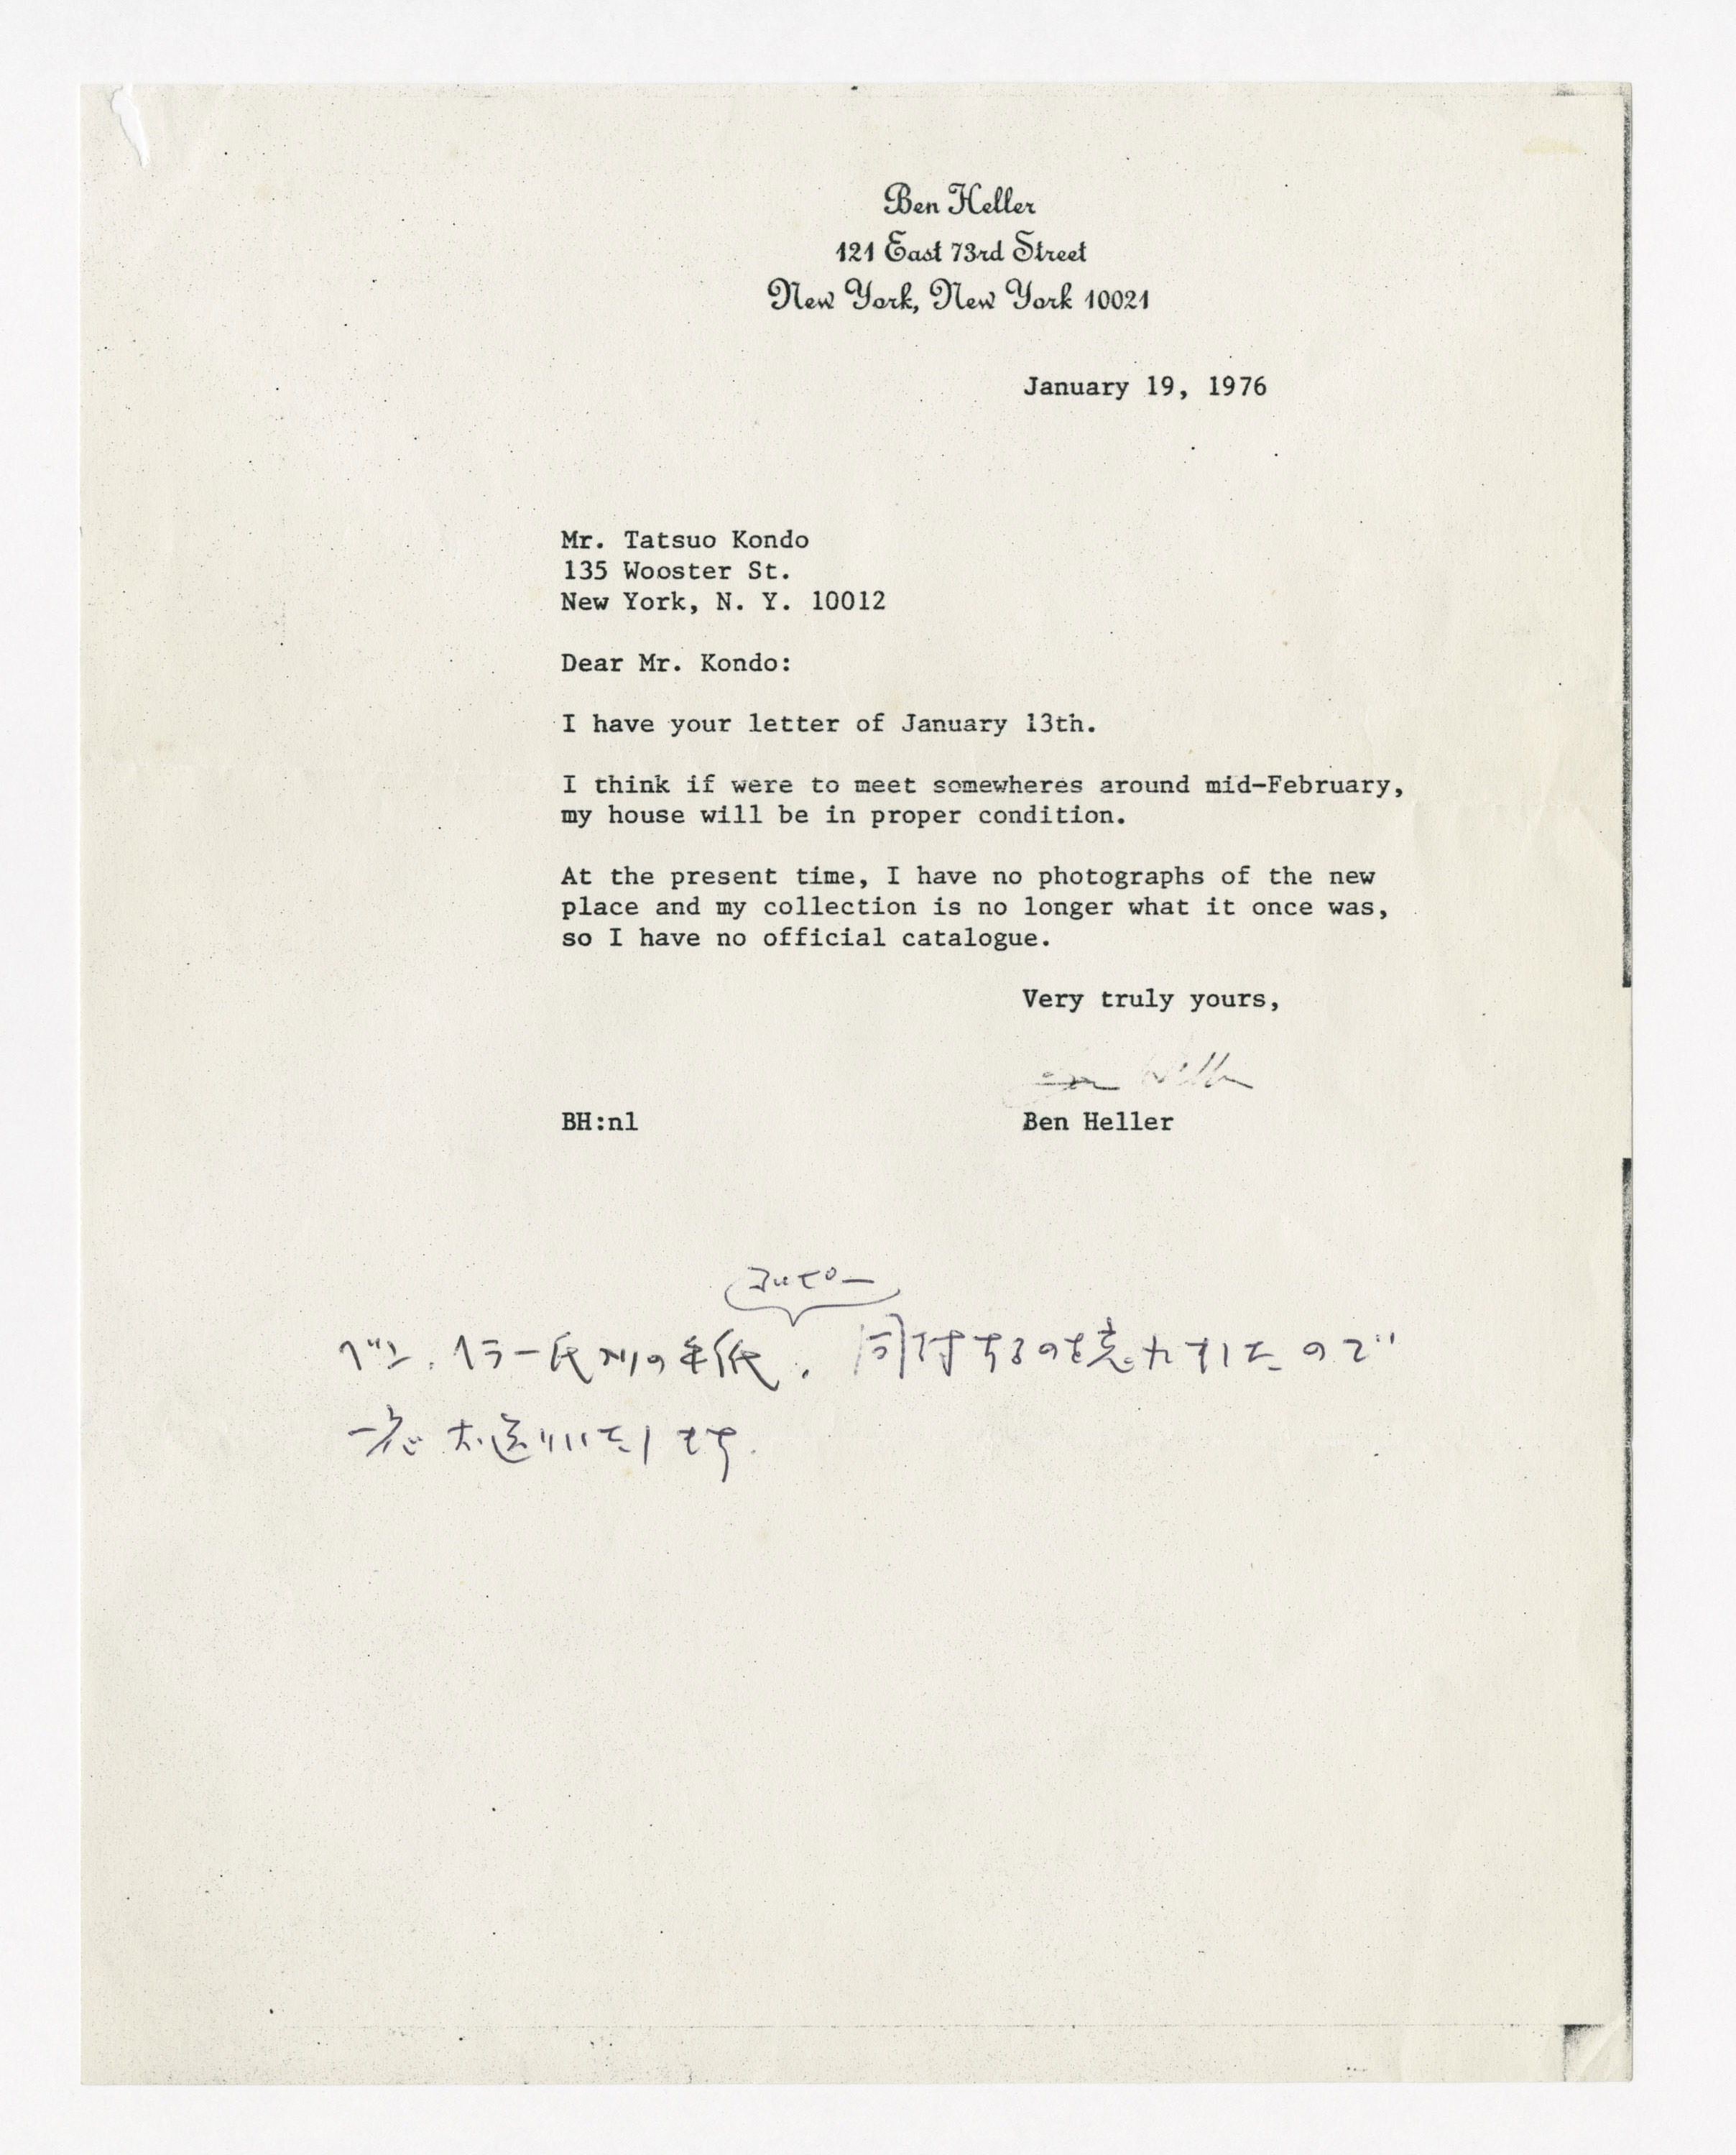 Ben Heller
121 East 73rd Street
New York, New York 10021
January 19, 1976
Mr. Tatsuo Kondo
135 Wooster St.
New York, N. Y. 10012
Dear Mr. Kondo:
I have your letter of January 13th.
I think if were to meet somewheres around mid-February,
my house will be in proper condition.
At the present time, I have no photographs of the new
place and my collection is no longer what it once was,
so I have no official catalogue.
Very truly yours,
Ben Heller
BH:nl Ben Heller
コッピー
ベン.ヘラー氏よりの手紙. 同封するのを忘れましたので
一応お送りいたします.